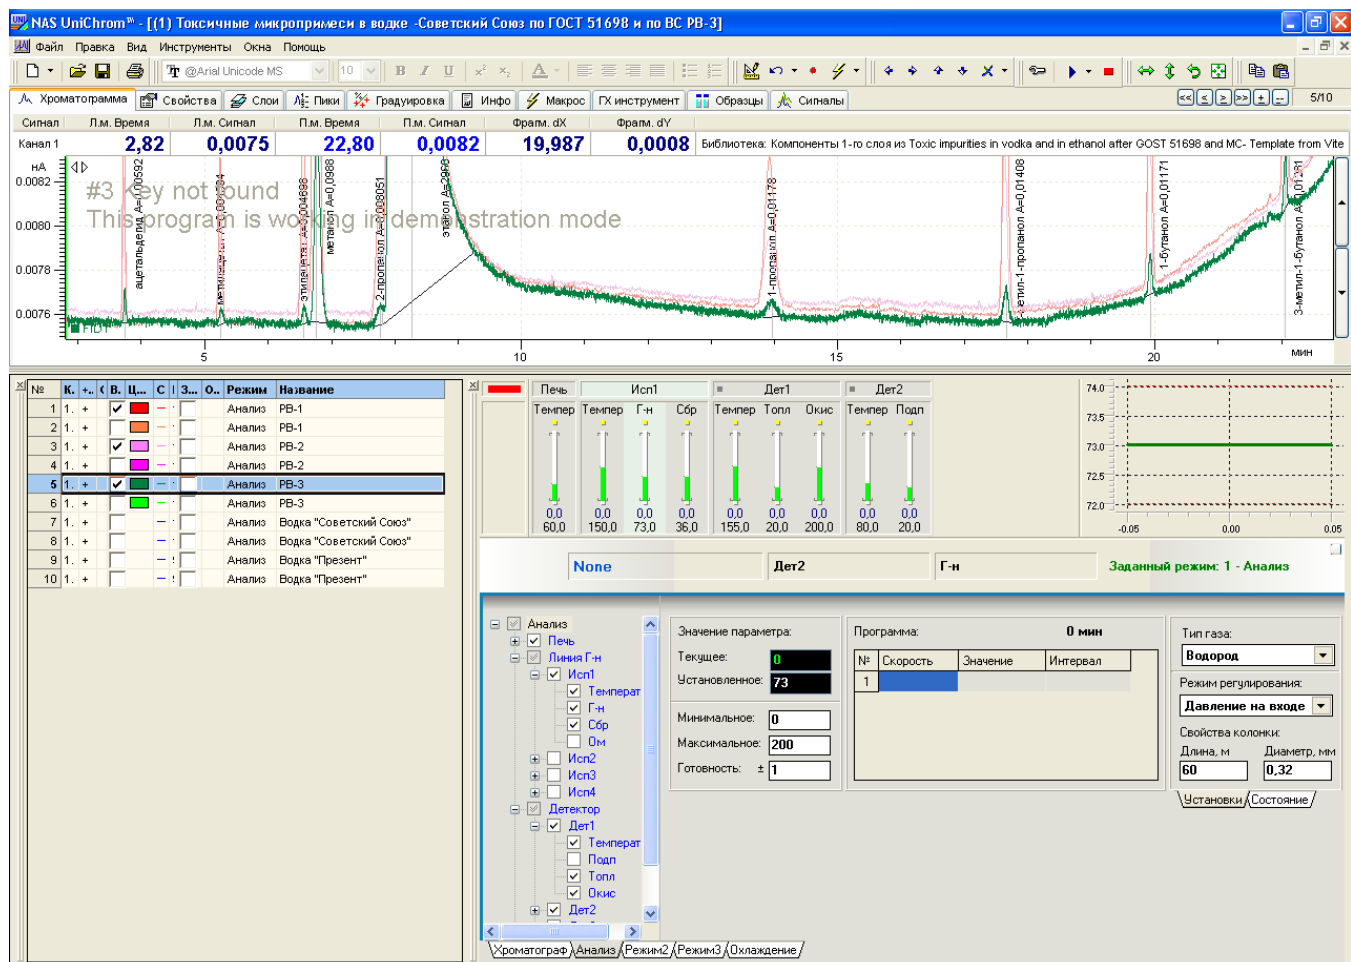 NAS UniChrom™ - [(1) Токсичные микропримеси в водке -Советский Союз по ГОСТ 51698 и по ВС РВ-3]
Файл Правка Вид Инструменты Окна Помощь
@Arial Unicode MS 10 B I U x² x₂ A
Хроматограмма Свойства Слои Пики Градуировка Инфо Макрос ГХ инструмент Образцы Сигналы 5/10
Сигнал Л.м. Время Л.м. Сигнал П.м. Время П.м. Сигнал Фрагм. dX Фрагм. dY
Канал 1 2,82 0,0075 22,80 0,0082 19,987 0,0008 Библиотека: Компоненты 1-го слоя из Toxic impurities in vodka and in ethanol after GOST 51698 and MC- Template from Vite
нА
0.0082
0.0080
0.0078
0.0076
#3 Key not found
This program is working in demonstration mode
ацетальдегид A=0,00592
метилацетат
этилацетат A=0,004698
метанол A=0,0988
2-пропанол A=0,008051
этанол A=2988
1-пропанол A=0,01178
A=0,01408
1-бутанол A=0,01171
3-метил-1-бутанол A=0,01281
5 10 15 20 мин
№ К. +.. В. Ц... С З... О.. Режим Название
1 1. + Анализ РВ-1
2 1. + Анализ РВ-1
3 1. + Анализ РВ-2
4 1. + Анализ РВ-2
5 1. + Анализ РВ-3
6 1. + Анализ РВ-3
7 1. + Анализ Водка "Советский Союз"
8 1. + Анализ Водка "Советский Союз"
9 1. + Анализ Водка "Презент"
10 1. + Анализ Водка "Презент"
Печь Исп1 Дет1 Дет2
Темпер Темпер Г-н Сбр Темпер Топл Окис Темпер Подп
0,0 0,0 0,0 0,0 0,0 0,0 0,0 0,0 0,0
60,0 150,0 73,0 36,0 155,0 20,0 200,0 80,0 20,0
74.0
73.5
73.0
72.5
72.0
-0.05 0.00 0.05
None Дет2 Г-н Заданный режим: 1 - Анализ
Анализ
Печь
Линия Г-н
Исп1
Температ
Г-н
Сбр
Ом
Исп2
Исп3
Исп4
Детектор
Дет1
Температ
Подп
Топл
Окис
Дет2
Значение параметра:
Текущее: 0
Установленное: 73
Минимальное: 0
Максимальное: 200
Готовность: ± 1
Программа: 0 мин
№ Скорость Значение Интервал
1
Тип газа:
Водород
Режим регулирования:
Давление на входе
Свойства колонки:
Длина, м Диаметр, мм
60 0,32
Установки Состояние
Хроматограф Анализ Режим2 Режим3 Охлаждение